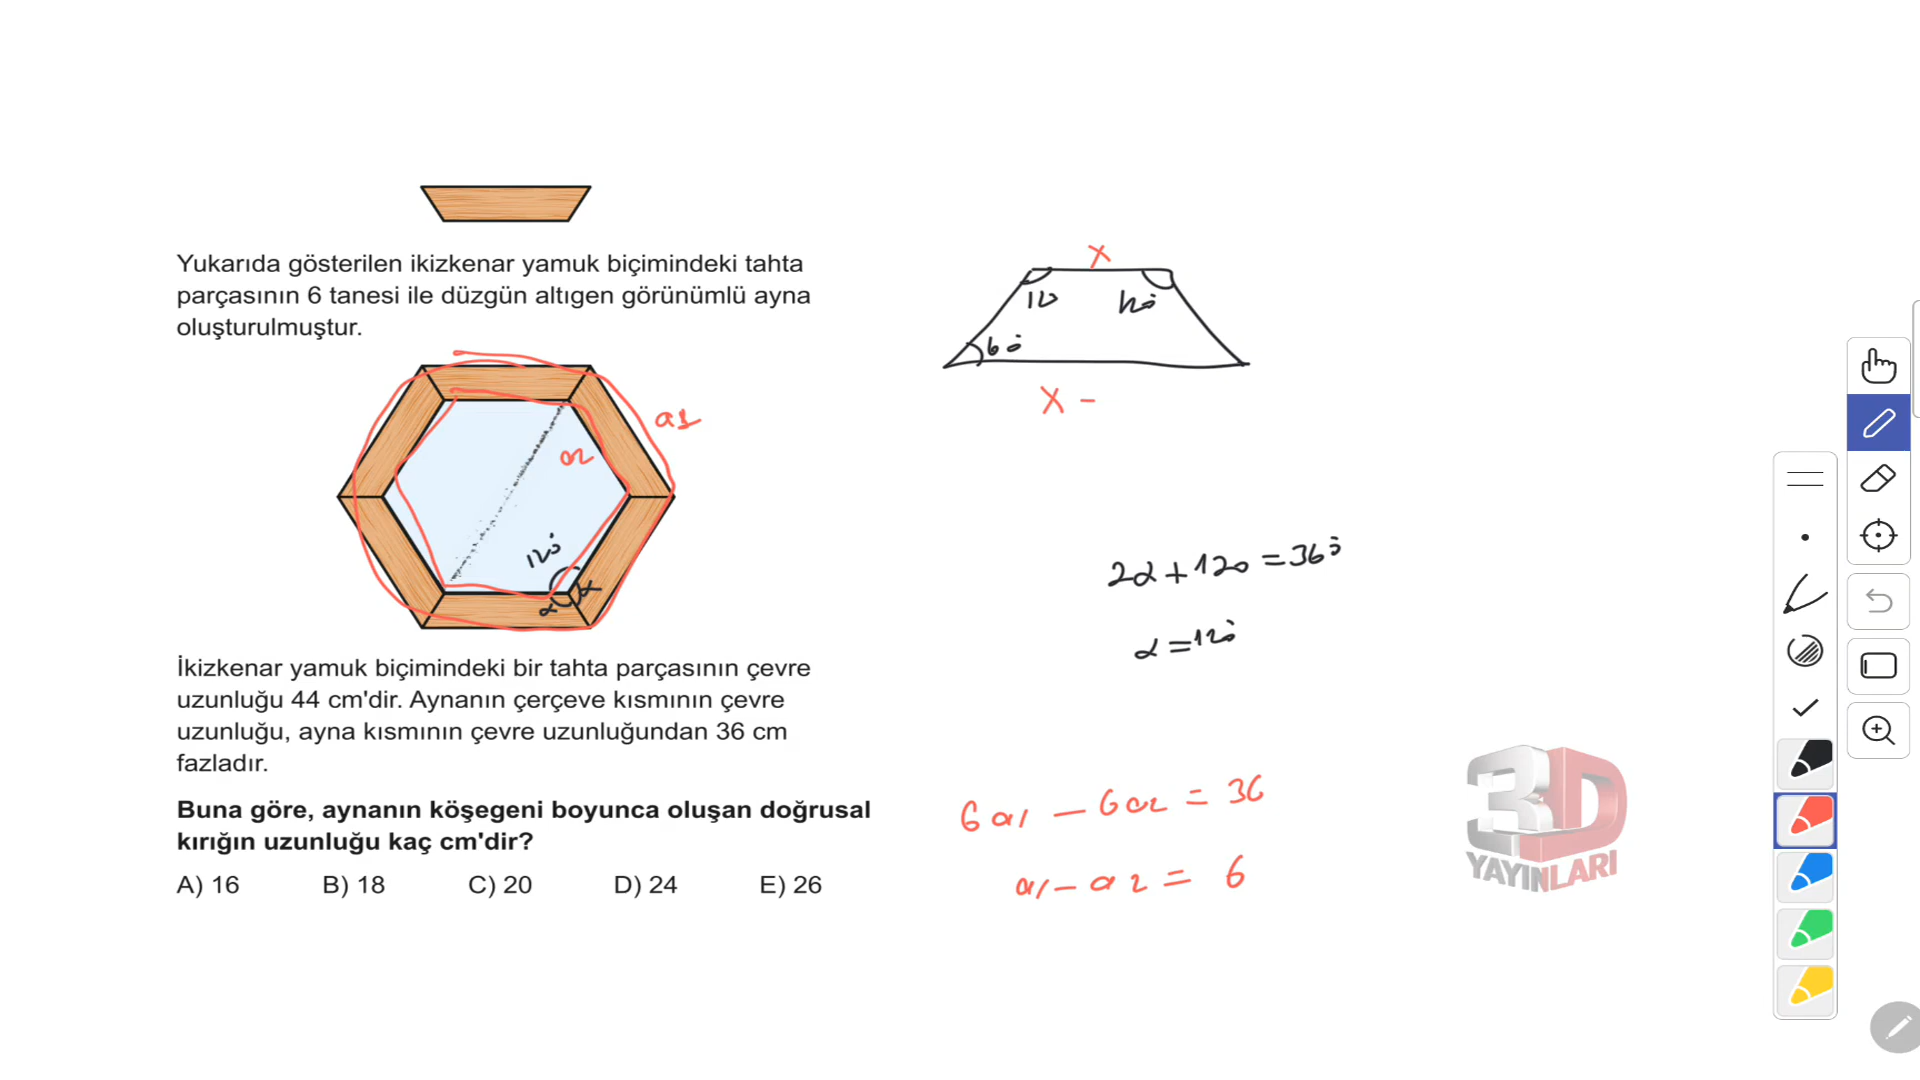 Yukarıda gösterilen ikizkenar yamuk biçimindeki tahta
parçasının 6 tanesi ile düzgün altıgen görünümlü ayna
oluşturulmuştur.
X
120
120°
60°
X -
a1
a2
120°
α
α
2α + 120 = 360°
α = 120°
İkizkenar yamuk biçimindeki bir tahta parçasının çevre
uzunluğu 44 cm'dir. Aynanın çerçeve kısmının çevre
uzunluğu, ayna kısmının çevre uzunluğundan 36 cm
fazladır.
Buna göre, aynanın köşegeni boyunca oluşan doğrusal
kırığın uzunluğu kaç cm'dir?
A) 16 B) 18 C) 20 D) 24 E) 26
6a1 - 6a2 = 36
a1 - a2 = 6
3D
YAYINLARI